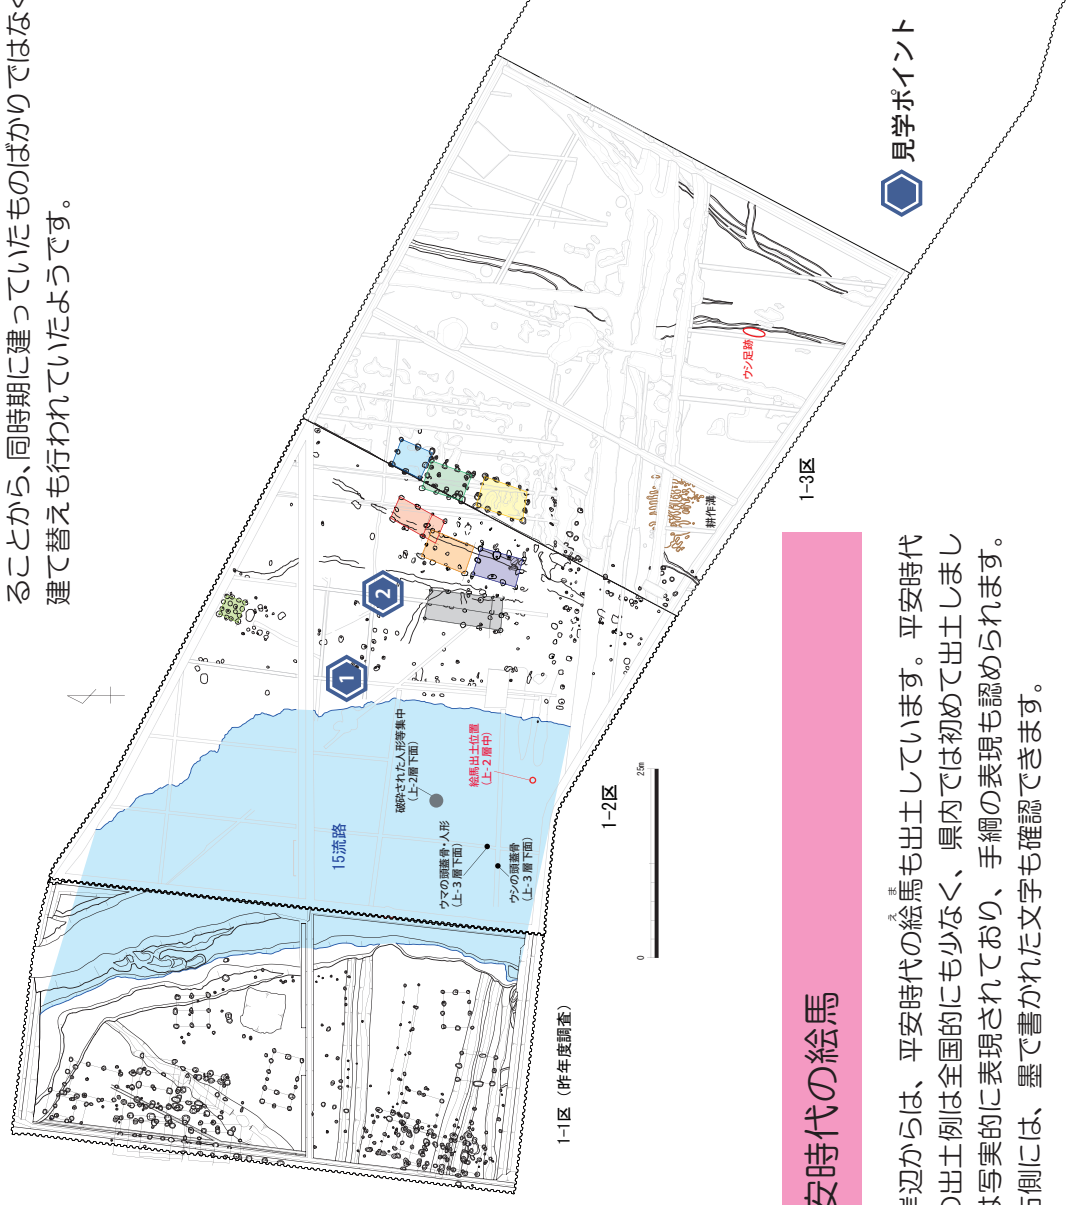 ることから、同時期に建っていたものばかりではなく
建て替えも行われていたようです。
見学ポイント
1
2
15流路
破砕された人形等集中
（上-2層下面）
絵馬出土位置
（上-２層中）
ウマの頭蓋骨・人形
（上-３層下面）
ウシの頭蓋骨
（上-３層下面）
ウシ足跡
耕作溝
1-1区（昨年度調査）
1-2区
1-3区
0
25m
安時代の絵馬
岸辺からは、平安時代の絵馬も出土しています。平安時代
えま
の出土例は全国的にも少なく、県内では初めて出土しまし
は写実的に表現されており、手綱の表現も認められます。
右側には、墨で書かれた文字も確認できます。